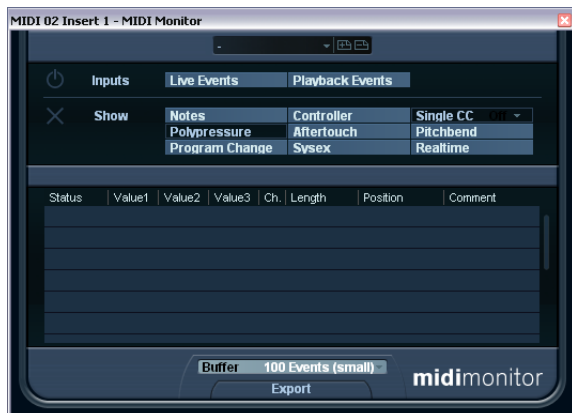 MIDI 02 Insert 1 - MIDI Monitor
-
Inputs Live Events Playback Events
Show Notes Controller Single CC Off
Polypressure Aftertouch Pitchbend
Program Change Sysex Realtime
Status Value1 Value2 Value3 Ch. Length Position Comment
Buffer 100 Events (small)
Export
midimonitor